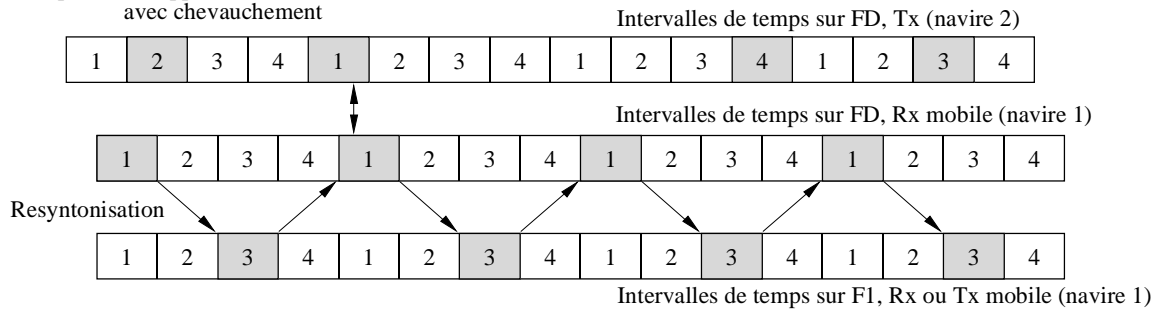 avec chevauchement
Intervalles de temps sur FD, Tx (navire 2)
1 2 3 4 1 2 3 4 1 2 3 4 1 2 3 4
Intervalles de temps sur FD, Rx mobile (navire 1)
1 2 3 4 1 2 3 4 1 2 3 4 1 2 3 4
Resyntonisation
1 2 3 4 1 2 3 4 1 2 3 4 1 2 3 4
Intervalles de temps sur F1, Rx ou Tx mobile (navire 1)